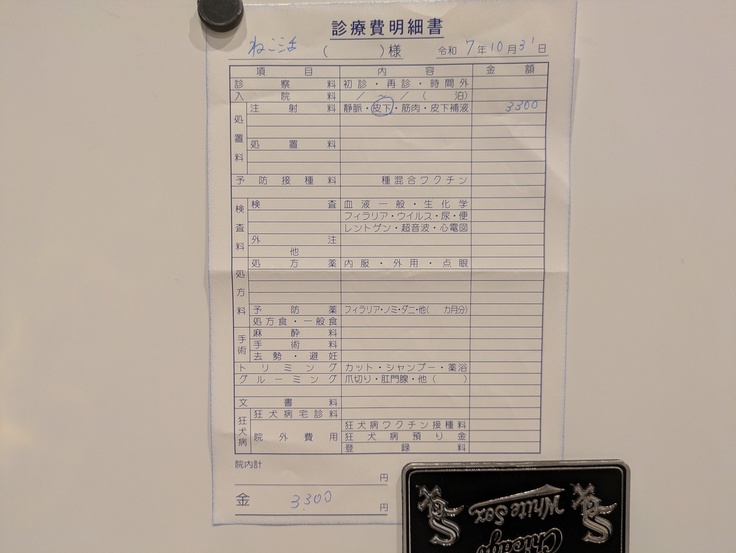 診療費明細書
ねこ
( )様 令和 7年10月31日
項目 内容 金額
診察料 初診・再診・時間外
入院料 / ~ / ( 泊)
処置料 注射料 静脈・皮下・筋肉・皮下補液 3300
処置料
予防接種料 種混合ワクチン
検査料 検査 血液一般・生化学
フィラリア・ウイルス・尿・便
レントゲン・超音波・心電図
外注
他
処方料 処方薬 内服・外用・点眼
予防薬 フィラリア・ノミ・ダニ・他( カ月分)
処方食・一般食
手術 麻酔料
手術料
去勢・避妊
トリミング カット・シャンプー・薬浴
グルーミング 爪切り・肛門腺・他( )
文書料
狂犬病 狂犬病宅診料
院外費用 狂犬病ワクチン接種料
狂犬病預り金
登録料
院内計
円
金 3,300 円
White Sox
Chicago
Sox
Sox